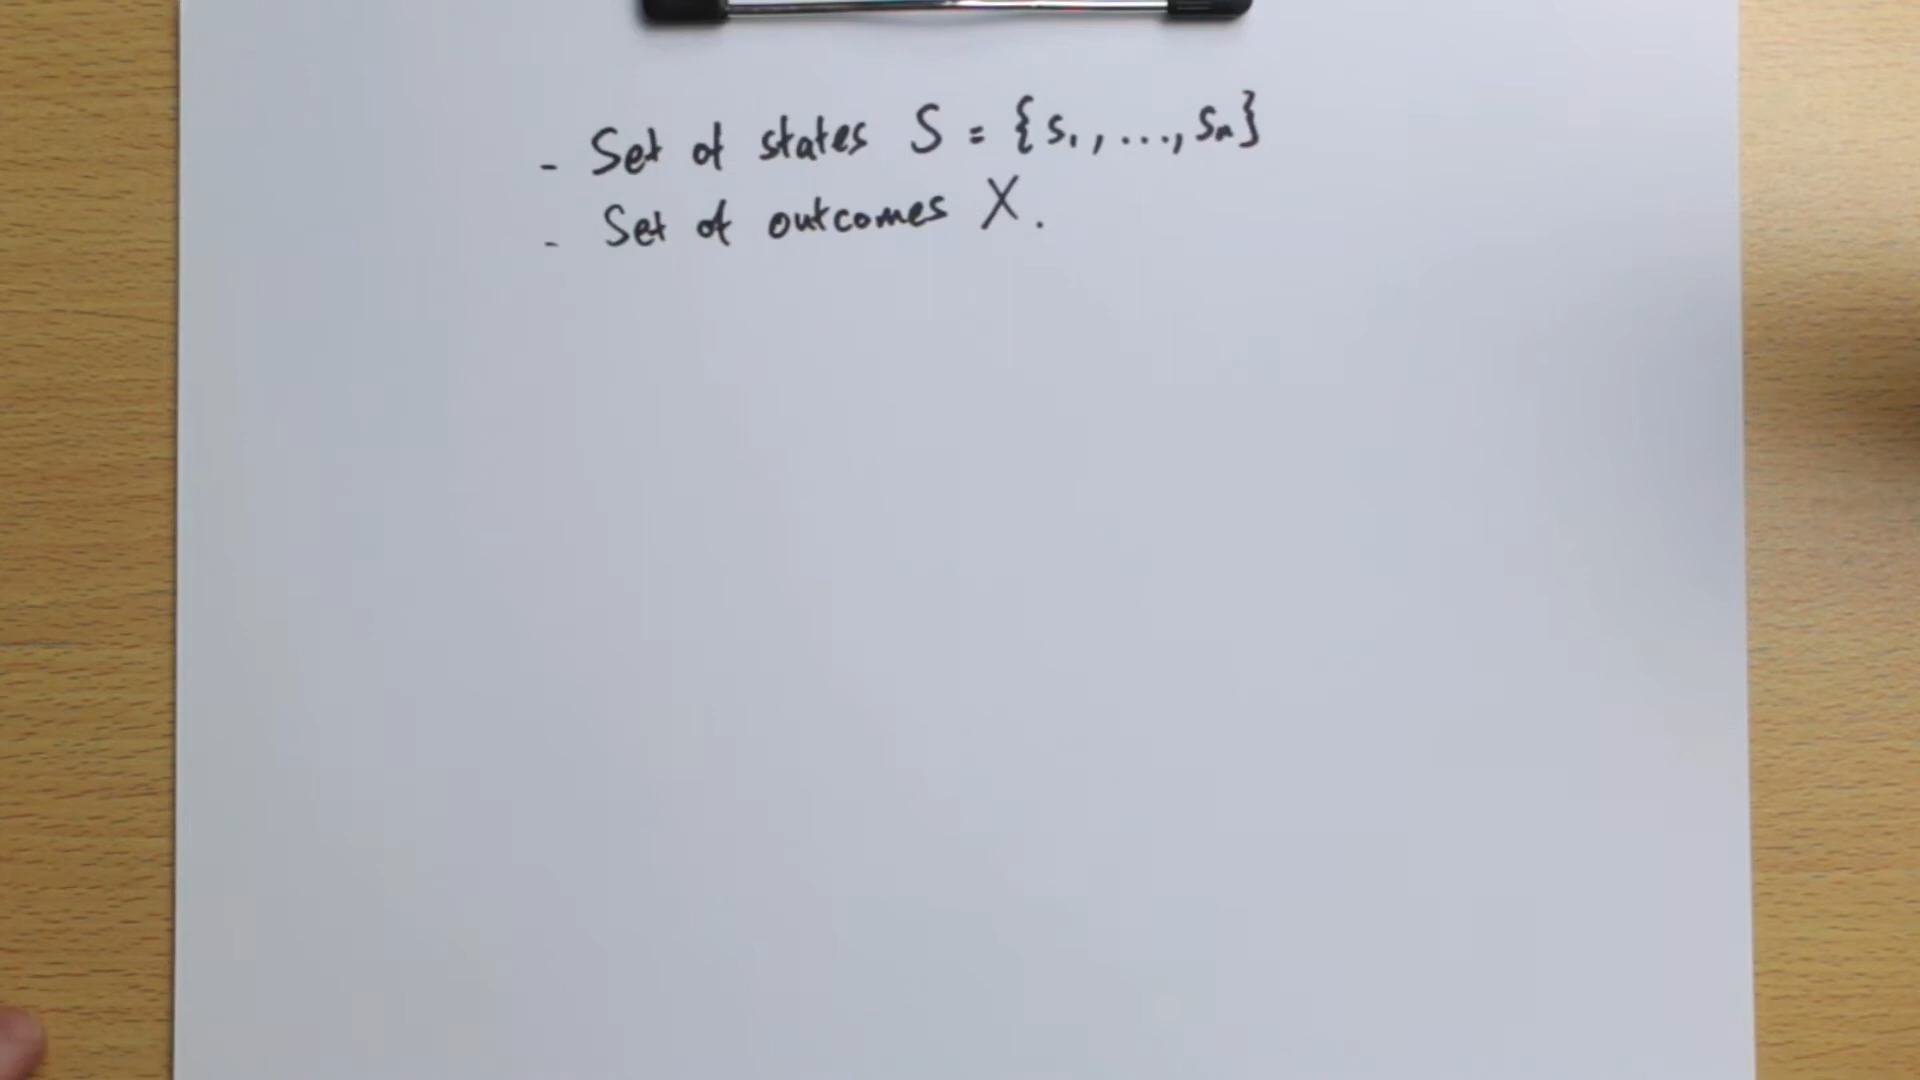 - Set of states S = {s₁, ..., sₙ}
- Set of outcomes X.